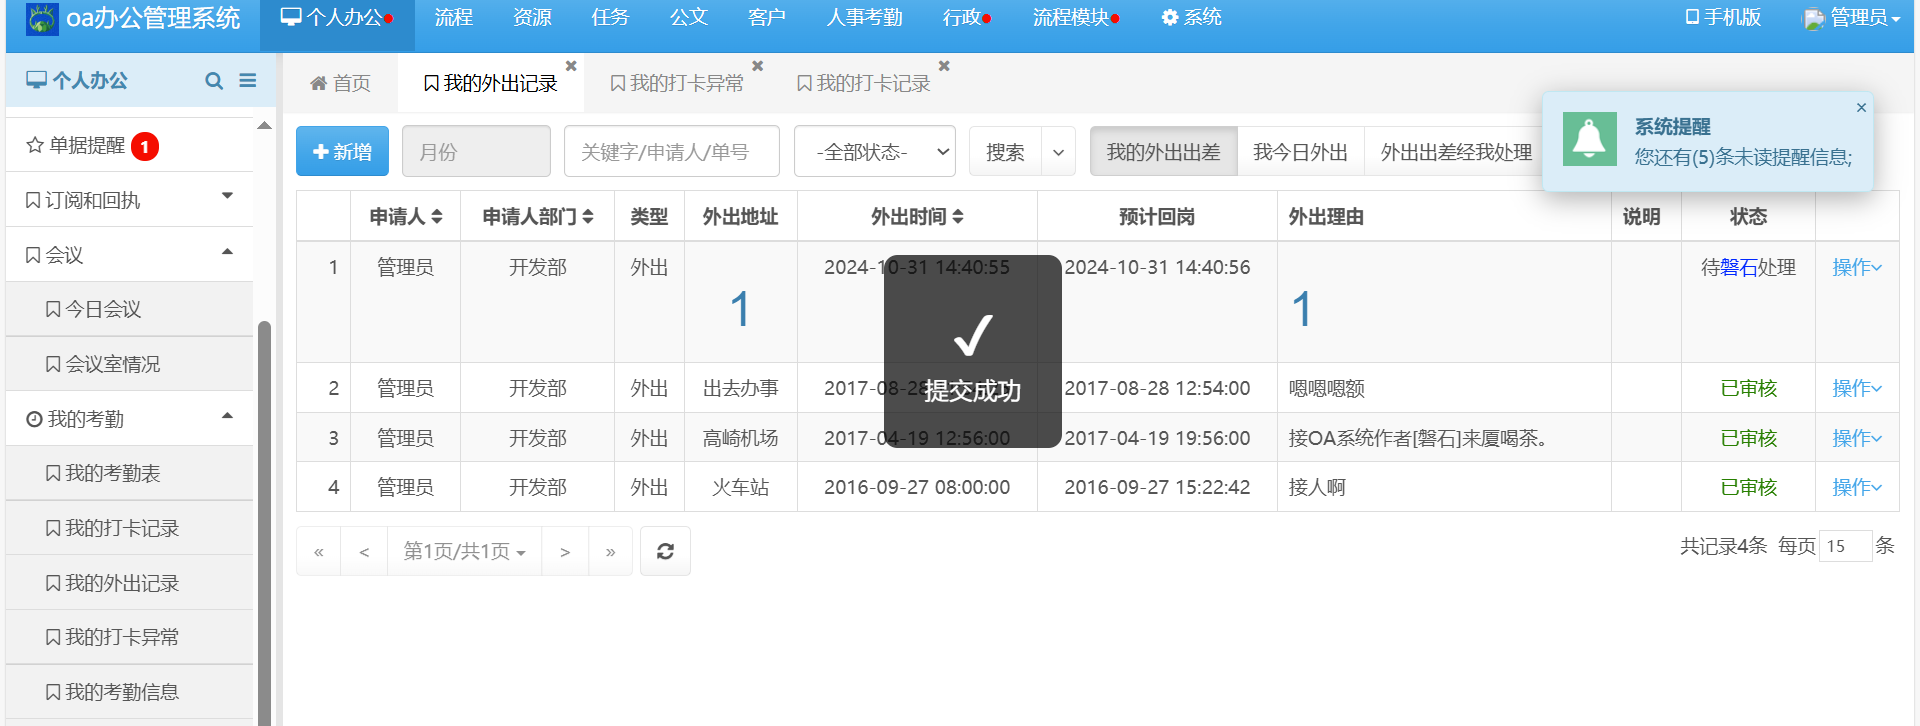 oa办公管理系统 个人办公 流程 资源 任务 公文 客户 人事考勤 行政 流程模块 系统 手机版 管理员
个人办公
单据提醒 1
订阅和回执
会议
今日会议
会议室情况
我的考勤
我的考勤表
我的打卡记录
我的外出记录
我的打卡异常
我的考勤信息
首页 我的外出记录 我的打卡异常 我的打卡记录
系统提醒
您还有(5)条未读提醒信息;
新增 月份 关键字/申请人/单号 -全部状态- 搜索 我的外出出差 我今日外出 外出出差经我处理
申请人 申请人部门 类型 外出地址 外出时间 预计回岗 外出理由 说明 状态
1 管理员 开发部 外出 1 2024-10-31 14:40:55 2024-10-31 14:40:56 1 待磐石处理 操作
2 管理员 开发部 外出 出去办事 2017-08-28 2017-08-28 12:54:00 嗯嗯嗯额 已审核 操作
3 管理员 开发部 外出 高崎机场 2017-04-19 12:56:00 2017-04-19 19:56:00 接OA系统作者[磐石]来厦喝茶。 已审核 操作
4 管理员 开发部 外出 火车站 2016-09-27 08:00:00 2016-09-27 15:22:42 接人啊 已审核 操作
提交成功
« < 第1页/共1页 > »
共记录4条 每页 15 条